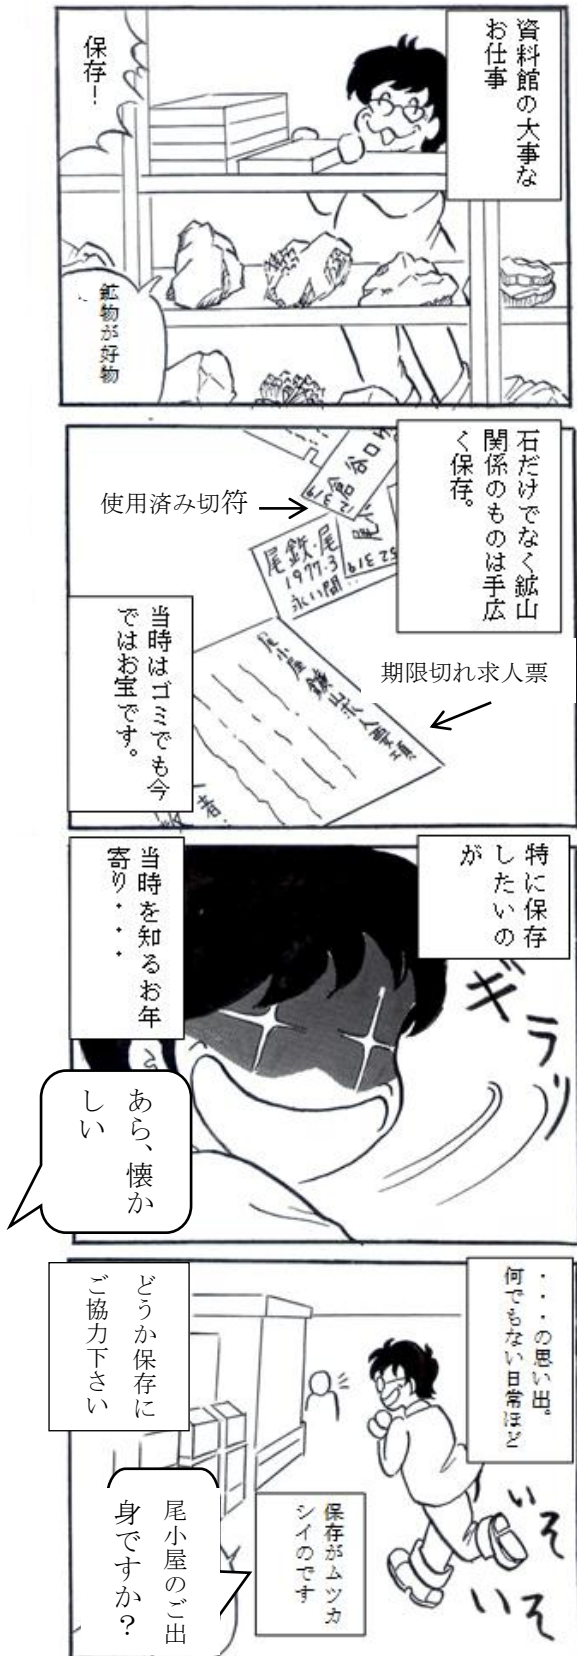 資料館の大事な
お仕事
保存!
鉱物が好物
石だけでなく鉱山
関係のものは手広
く保存。
使用済み切符
尾鉄・尾
1977.3
永い間
期限切れ求人票
当時はゴミでも今
ではお宝です。
特に保存
したいの
が
ギラリ
当時を知るお年
寄り・・・
あら、懐か
しい
・・・の思い出。
何でもない日常ほど
保存がムツカ
シイのです
いそ
いそ
尾小屋のご出
身ですか?
どうか保存に
ご協力下さい